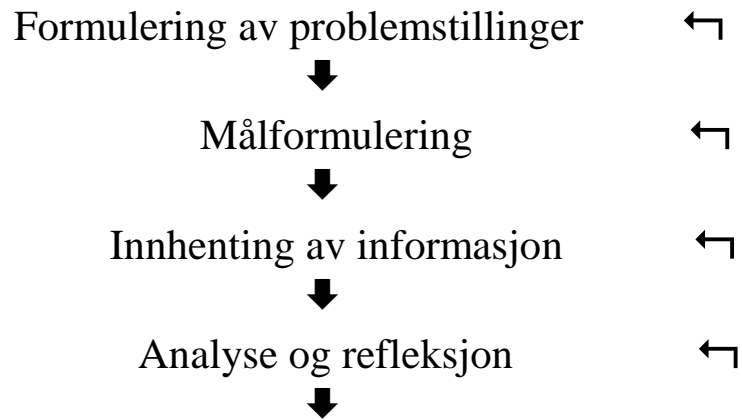 Formulering av problemstillinger
Målformulering
Innhenting av informasjon
Analyse og refleksjon